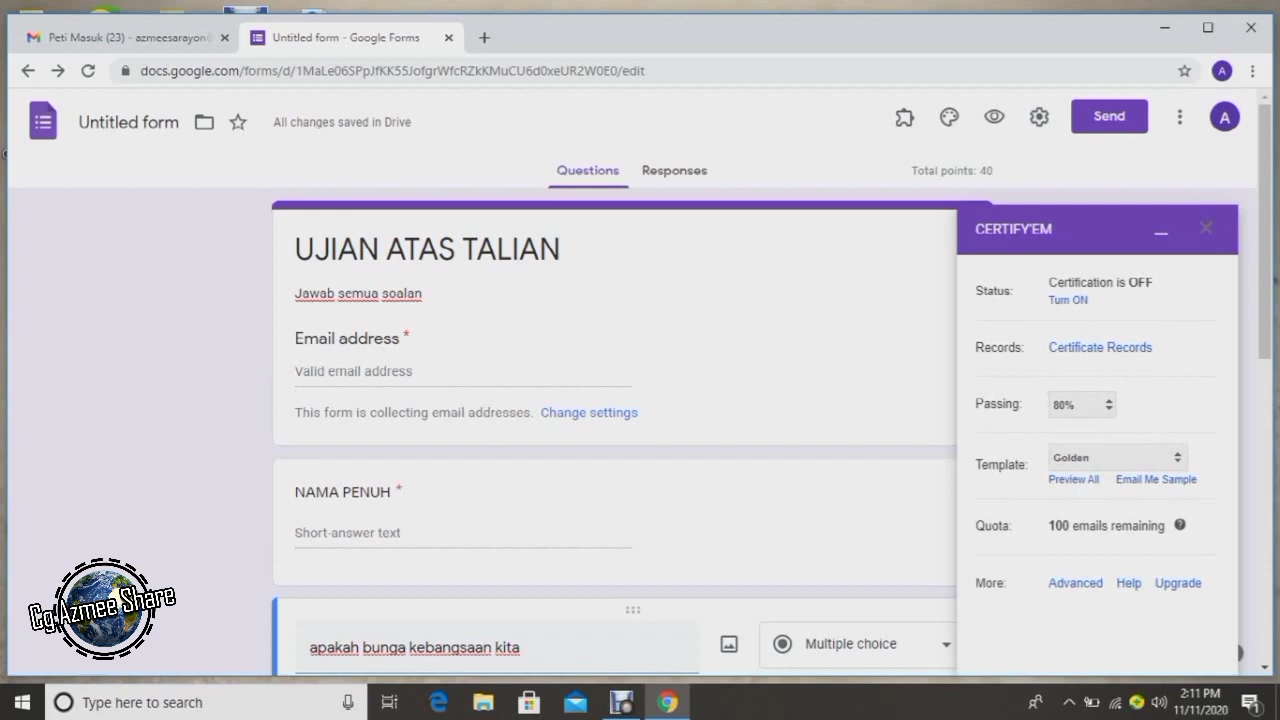 Peti Masuk (23) - azmeesarayon@
Untitled form - Google Forms
docs.google.com/forms/d/1MaLe06SPpJfKK55JofgrWfcRZkKMuCU6d0xeUR2W0E0/edit
A
Untitled form
All changes saved in Drive
Send
A
Questions
Responses
Total points: 40
UJIAN ATAS TALIAN
Jawab semua soalan
Email address *
Valid email address
This form is collecting email addresses. Change settings
NAMA PENUH *
Short-answer text
apakah bunga kebangsaan kita
Multiple choice
CERTIFY'EM
Status:
Certification is OFF
Turn ON
Records:
Certificate Records
Passing:
80%
Template:
Golden
Preview All
Email Me Sample
Quota:
100 emails remaining
More:
Advanced
Help
Upgrade
Cg Azmee Share
Type here to search
2:11 PM
11/11/2020
1